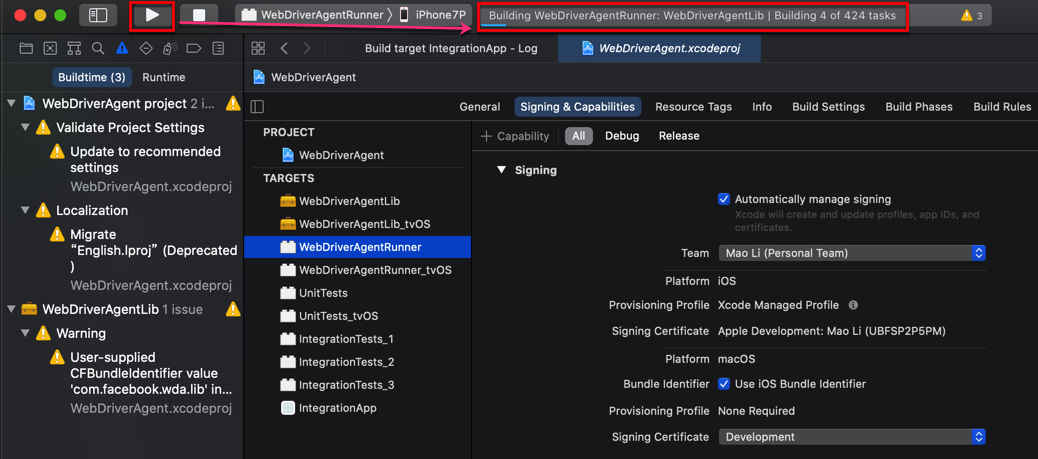 WebDriverAgentRunner 〉 iPhone7P
Building WebDriverAgentRunner: WebDriverAgentLib | Building 4 of 424 tasks
3
Build target IntegrationApp - Log
WebDriverAgent.xcodeproj
Buildtime (3)
Runtime
WebDriverAgent project 2 i...
Validate Project Settings
Update to recommended
settings
WebDriverAgent.xcodeproj
Localization
Migrate
“English.lproj” (Deprecated
)
WebDriverAgent.xcodeproj
WebDriverAgentLib 1 issue
Warning
User-supplied
CFBundleIdentifier value
'com.facebook.wda.lib' in...
WebDriverAgent.xcodeproj
WebDriverAgent
General
Signing & Capabilities
Resource Tags
Info
Build Settings
Build Phases
Build Rules
PROJECT
WebDriverAgent
TARGETS
WebDriverAgentLib
WebDriverAgentLib_tvOS
WebDriverAgentRunner
WebDriverAgentRunner_tvOS
UnitTests
UnitTests_tvOS
IntegrationTests_1
IntegrationTests_2
IntegrationTests_3
IntegrationApp
+ Capability
All
Debug
Release
Signing
Automatically manage signing
Xcode will create and update profiles, app IDs, and
certificates.
Team Mao Li (Personal Team)
Platform iOS
Provisioning Profile Xcode Managed Profile
Signing Certificate Apple Development: Mao Li (UBFSP2P5PM)
Platform macOS
Bundle Identifier Use iOS Bundle Identifier
Provisioning Profile None Required
Signing Certificate Development